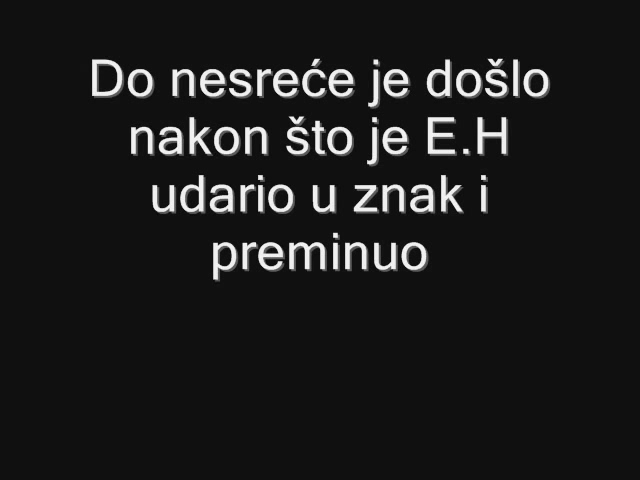 Do nesreće je došlo
nakon što je E.H
udario u znak i
preminuo